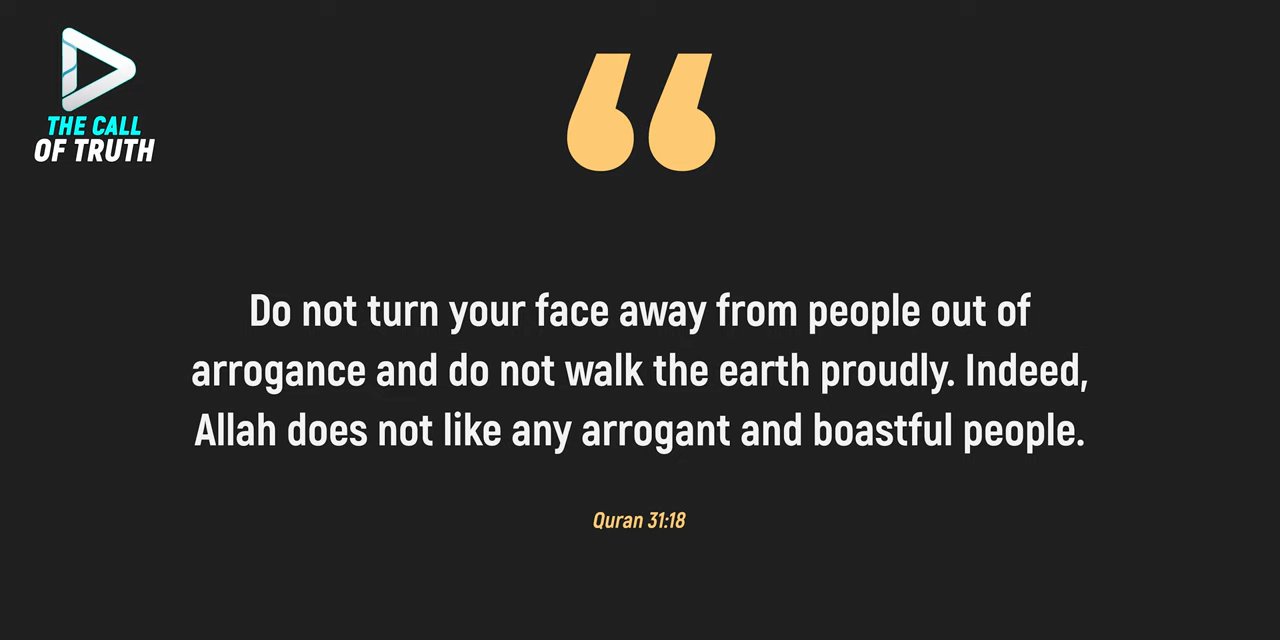 THE CALL
OF TRUTH
“
Do not turn your face away from people out of
arrogance and do not walk the earth proudly. Indeed,
Allah does not like any arrogant and boastful people.
Quran 31:18